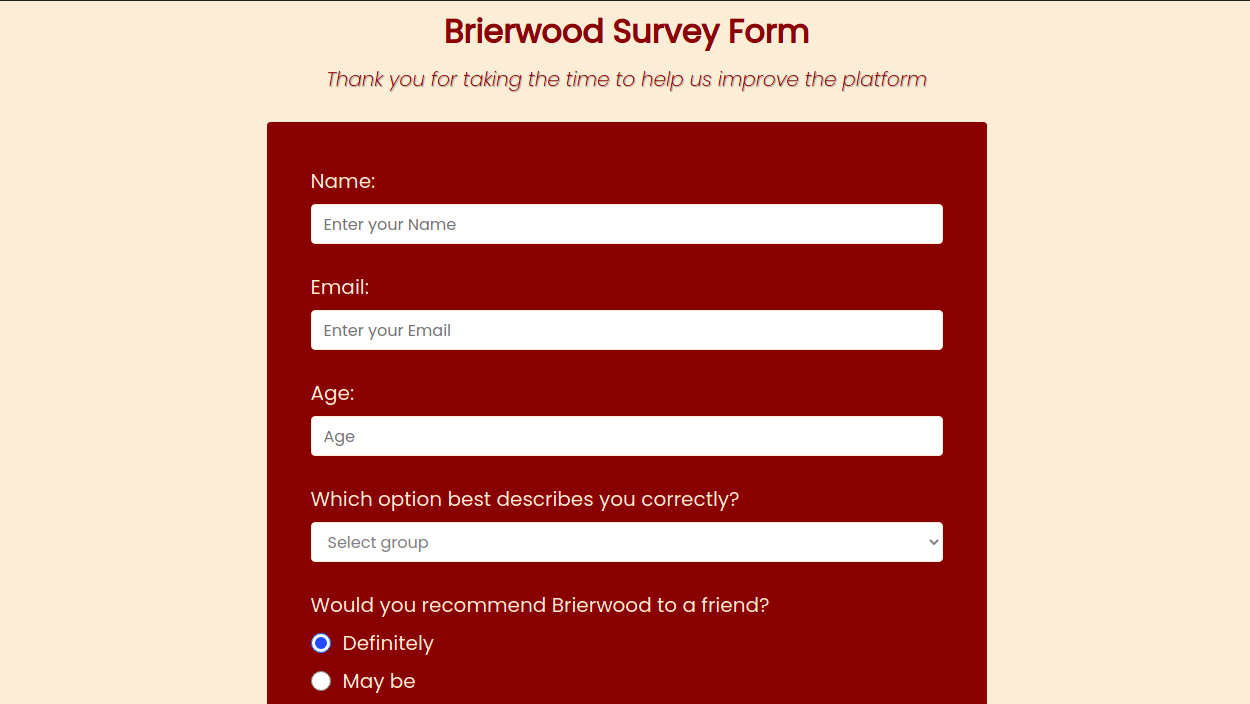 Brierwood Survey Form
Thank you for taking the time to help us improve the platform
Name:
Enter your Name
Email:
Enter your Email
Age:
Age
Which option best describes you correctly?
Select group
Would you recommend Brierwood to a friend?
Definitely
May be